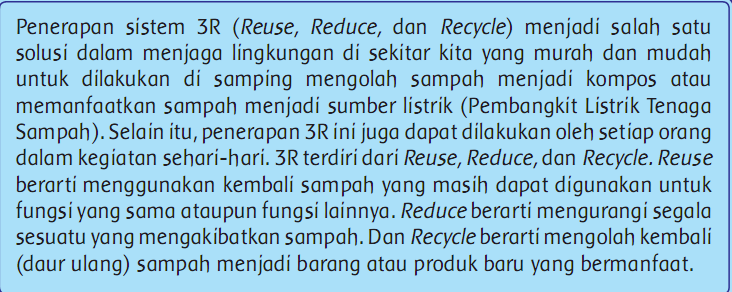 Penerapan sistem 3R (Reuse, Reduce, dan Recycle) menjadi salah satu
solusi dalam menjaga lingkungan di sekitar kita yang murah dan mudah
untuk dilakukan di samping mengolah sampah menjadi kompos atau
memanfaatkan sampah menjadi sumber listrik (Pembangkit Listrik Tenaga
Sampah). Selain itu, penerapan 3R ini juga dapat dilakukan oleh setiap orang
dalam kegiatan sehari-hari. 3R terdiri dari Reuse, Reduce, dan Recycle. Reuse
berarti menggunakan kembali sampah yang masih dapat digunakan untuk
fungsi yang sama ataupun fungsi lainnya. Reduce berarti mengurangi segala
sesuatu yang mengakibatkan sampah. Dan Recycle berarti mengolah kembali
(daur ulang) sampah menjadi barang atau produk baru yang bermanfaat.